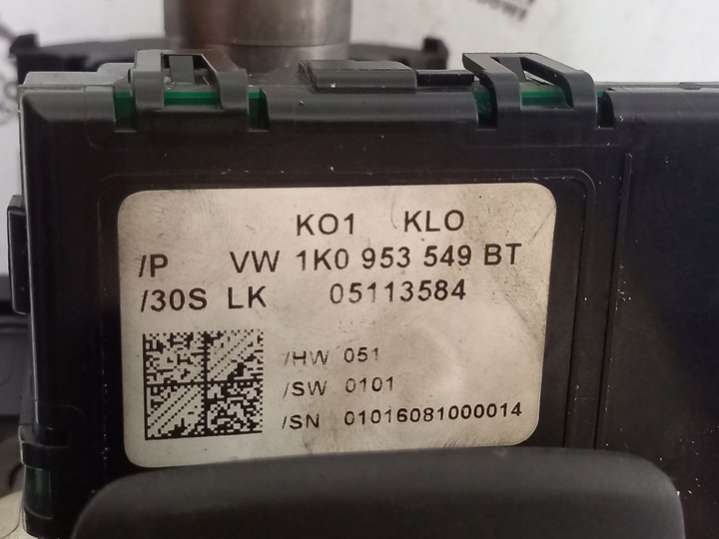 KO1 KLO
/P VW 1K0 953 549 BT
/30S LK 05113584
/HW 051
/SW 0101
/SN 01016081000014